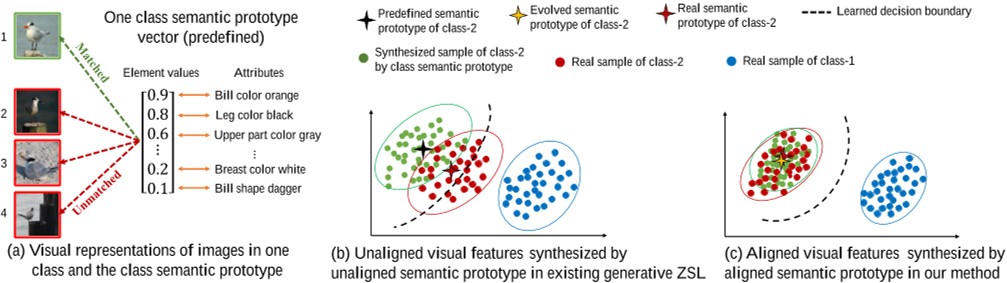 One class semantic prototype
vector (predefined)
1
2
3
4
Matched
Unmatched
Element values
Attributes
0.9
Bill color orange
0.8
Leg color black
0.6
Upper part color gray
⋮
⋮
0.2
Breast color white
0.1
Bill shape dagger
(a) Visual representations of images in one
class and the class semantic prototype
Predefined semantic
prototype of class-2
Evolved semantic
prototype of class-2
Real semantic
prototype of class-2
Learned decision boundary
Synthesized sample of class-2
by class semantic prototype
Real sample of class-2
Real sample of class-1
(b) Unaligned visual features synthesized by
unaligned semantic prototype in existing generative ZSL
(c) Aligned visual features synthesized by
aligned semantic prototype in our method